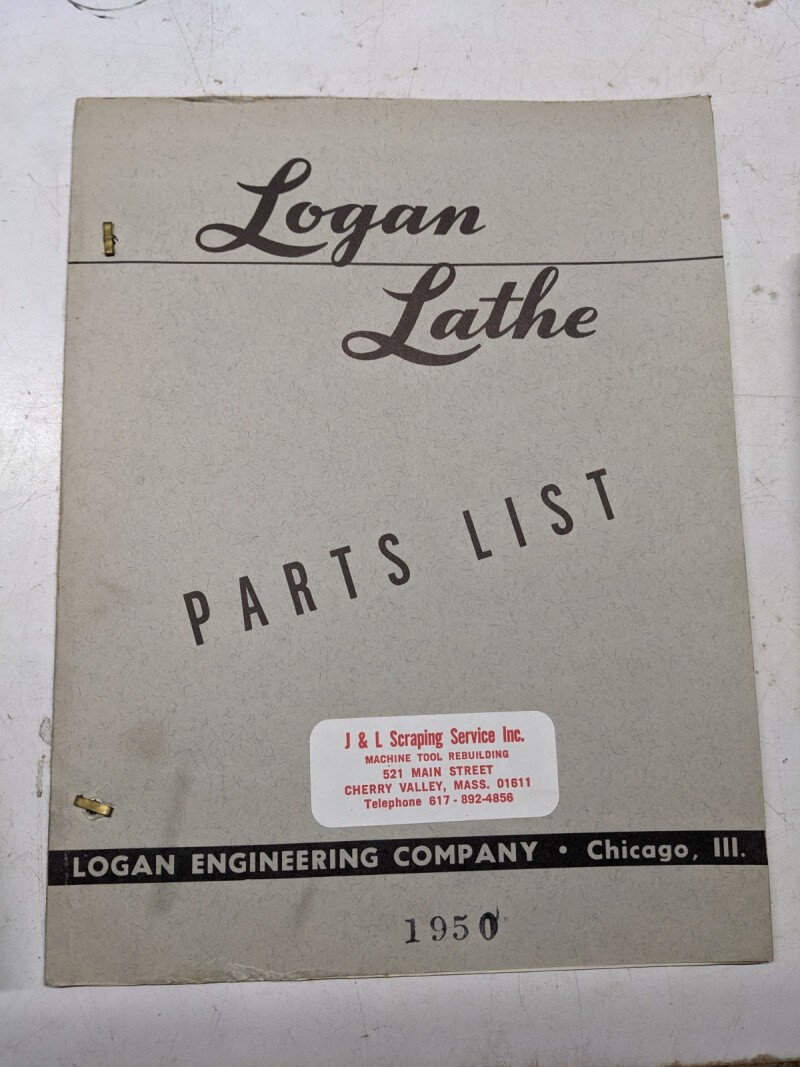 Logan
Lathe
PARTS LIST
J & L Scraping Service Inc.
MACHINE TOOL REBUILDING
521 MAIN STREET
CHERRY VALLEY, MASS. 01611
Telephone 617-892-4856
LOGAN ENGINEERING COMPANY • Chicago, Ill.
1950